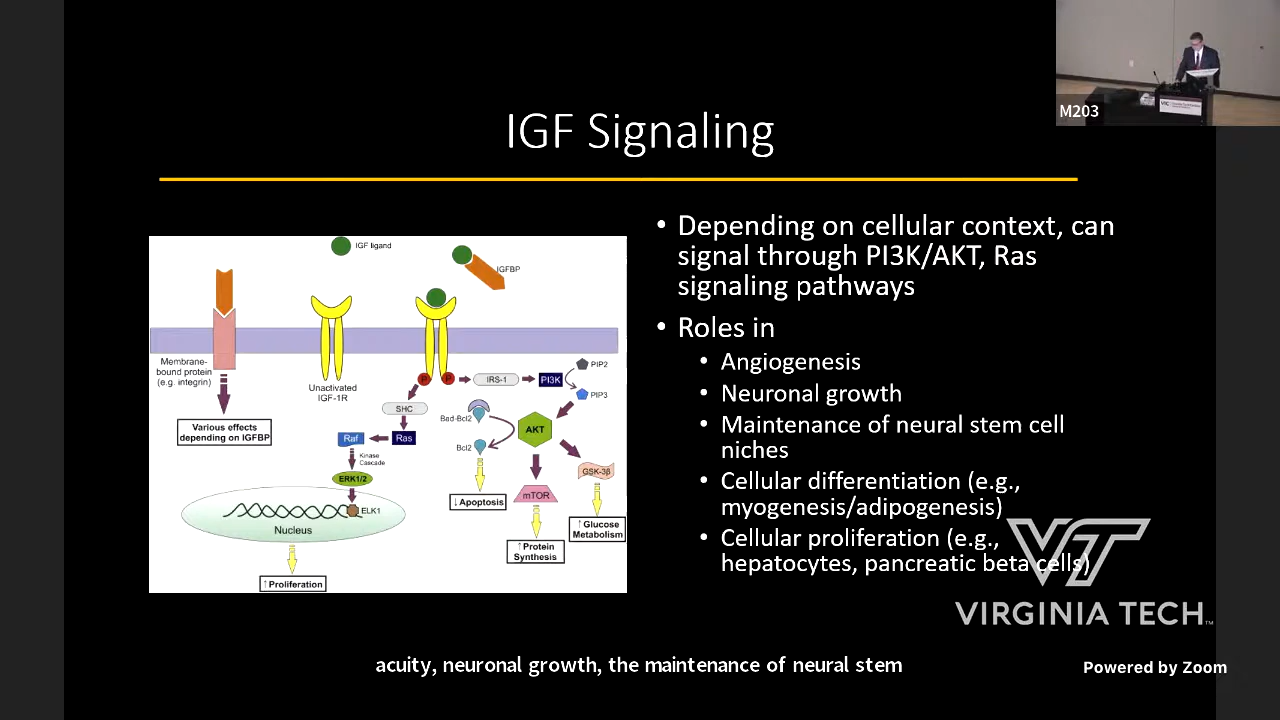 M203
IGF Signaling
• Depending on cellular context, can
signal through PI3K/AKT, Ras
signaling pathways
• Roles in
• Angiogenesis
• Neuronal growth
• Maintenance of neural stem cell
niches
• Cellular differentiation (e.g.,
myogenesis/adipogenesis)
• Cellular proliferation (e.g.,
hepatocytes, pancreatic beta cells)
IGF ligand
IGFBP
Membrane-
bound protein
(e.g. integrin)
Unactivated
IGF-1R
P
P
IRS-1
PI3K
PIP2
PIP3
SHC
Various effects
depending on IGFBP
Raf
Ras
Kinase
Cascade
ERK1/2
ELK1
Nucleus
↑Proliferation
Bad-Bcl2
Bcl2
↓Apoptosis
AKT
mTOR
↑Protein
Synthesis
GSK-3β
↑Glucose
Metabolism
VT
VIRGINIA TECH™
acuity, neuronal growth, the maintenance of neural stem
Powered by Zoom